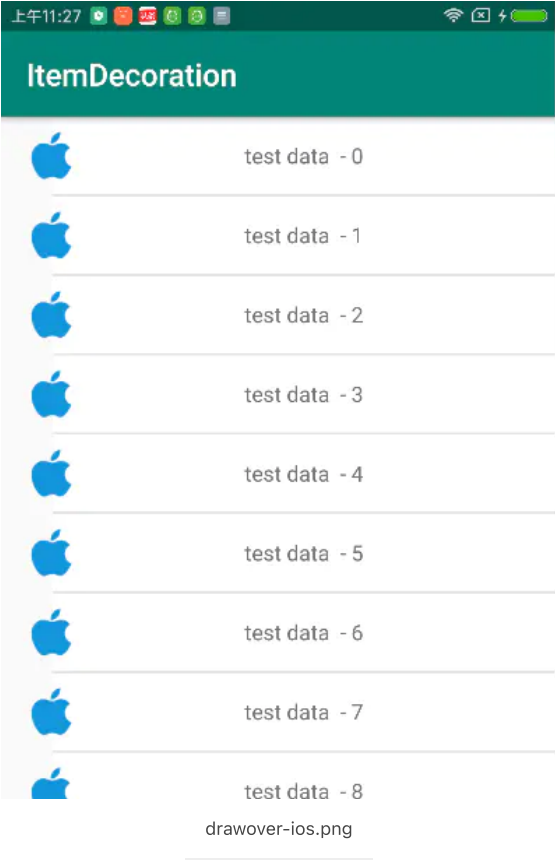 上午11:27
ItemDecoration
test data - 0
test data - 1
test data - 2
test data - 3
test data - 4
test data - 5
test data - 6
test data - 7
test data - 8
drawover-ios.png